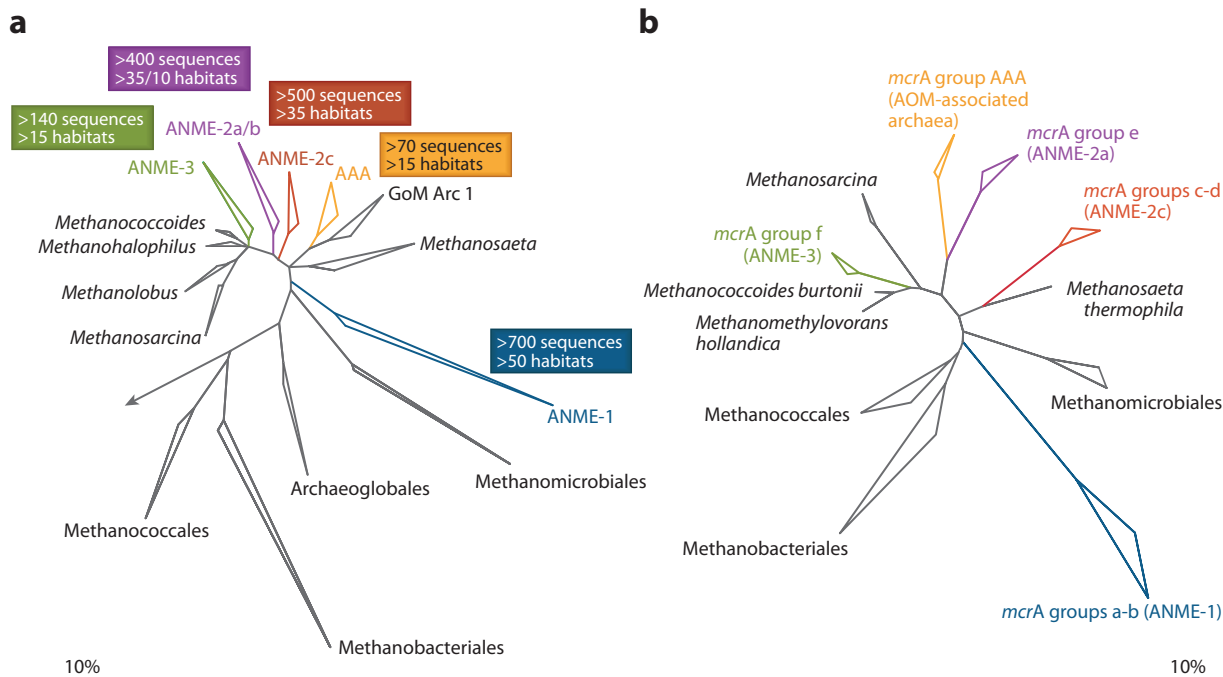 a
>400 sequences
>35/10 habitats
>500 sequences
>35 habitats
>140 sequences
>15 habitats
ANME-2a/b
>70 sequences
>15 habitats
ANME-3
ANME-2c
AAA
GoM Arc 1
Methanococcoides
Methanohalophilus
Methanosaeta
Methanolobus
Methanosarcina
>700 sequences
>50 habitats
ANME-1
Archaeoglobales
Methanomicrobiales
Methanococcales
Methanobacteriales
10%
b
mcrA group AAA
(AOM-associated
archaea)
mcrA group e
(ANME-2a)
Methanosarcina
mcrA groups c-d
(ANME-2c)
mcrA group f
(ANME-3)
Methanococcoides burtonii
Methanosaeta
thermophila
Methanomethylovorans
hollandica
Methanococcales
Methanomicrobiales
Methanobacteriales
mcrA groups a-b (ANME-1)
10%